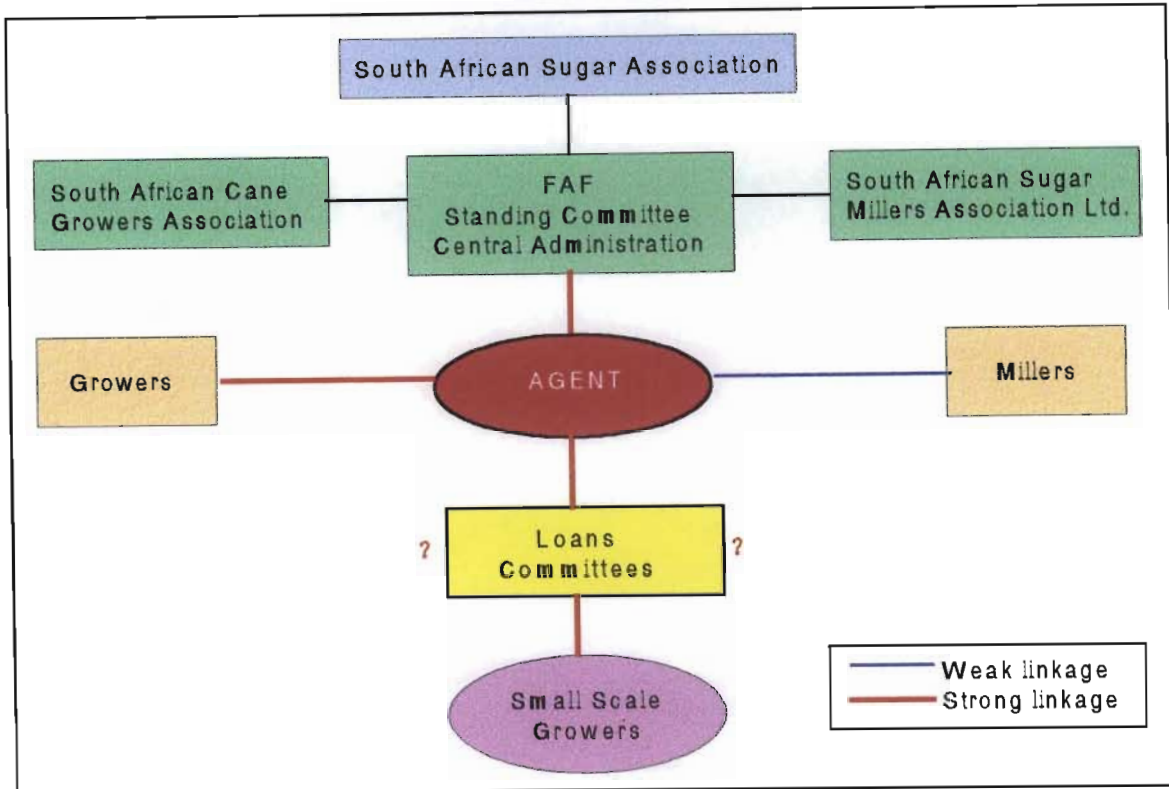 South African Sugar Association
South African Cane
Growers Association
FAF
Standing Committee
Central Administration
South African Sugar
Millers Association Ltd.
Growers
AGENT
Millers
?
Loans
Committees
?
Small Scale
Growers
Weak linkage
Strong linkage